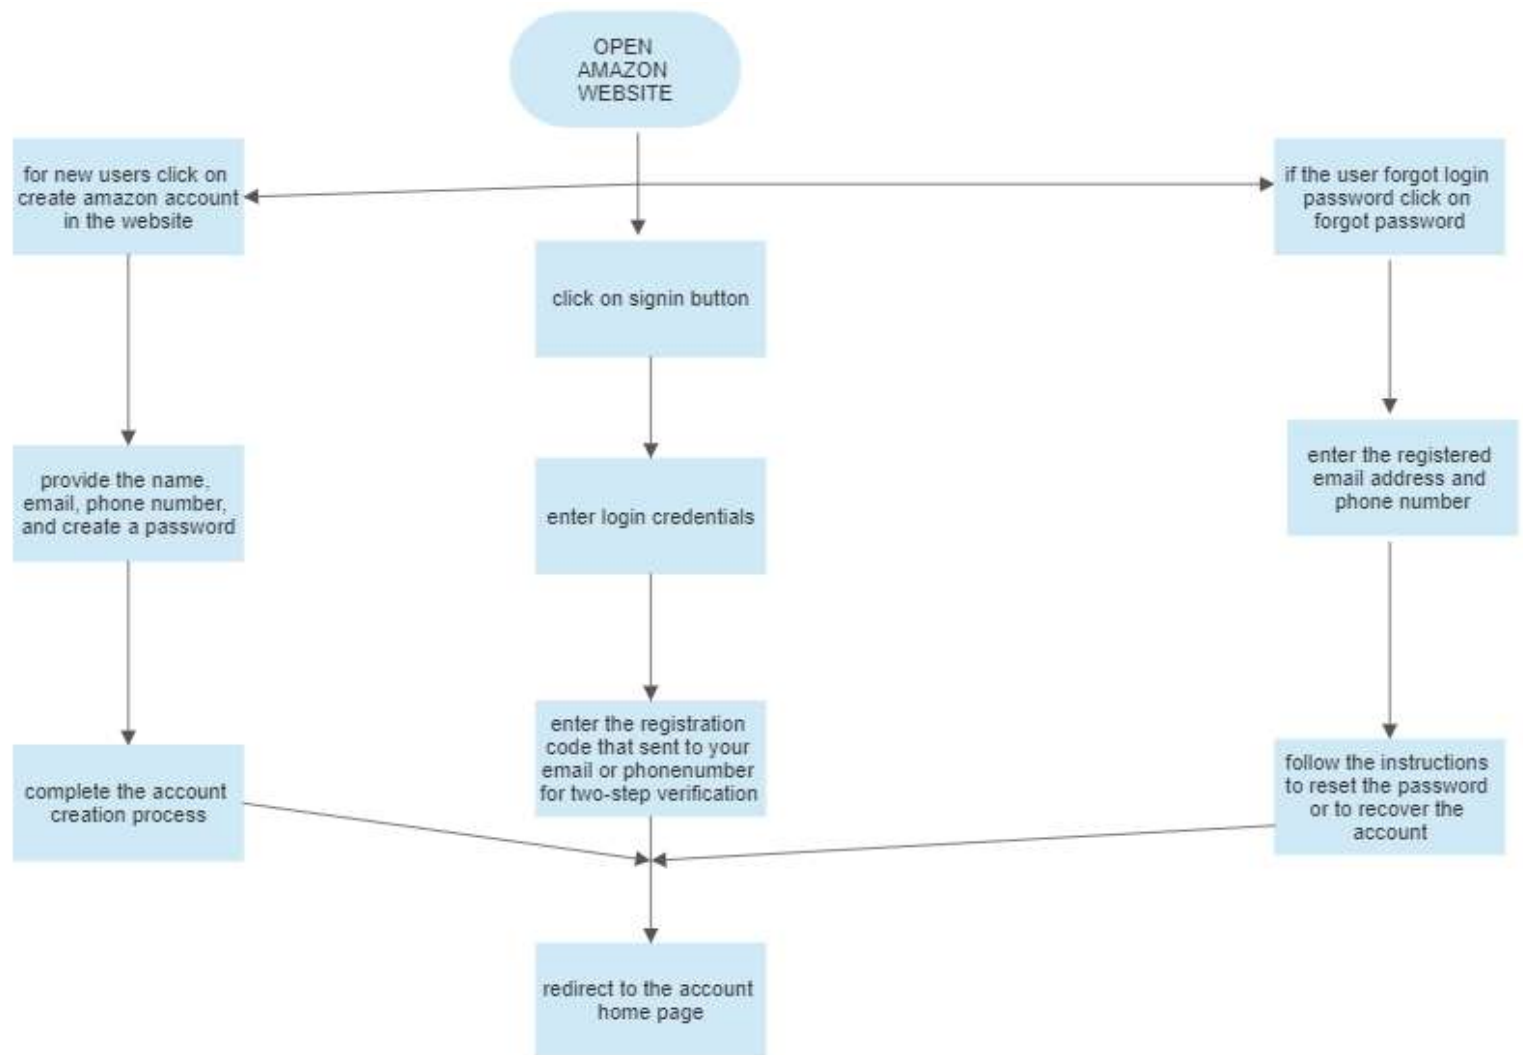 OPEN
AMAZON
WEBSITE
for new users click on
create amazon account
in the website
if the user forgot login
password click on
forgot password
click on signin button
provide the name,
email, phone number,
and create a password
enter login credentials
enter the registered
email address and
phone number
complete the account
creation process
enter the registration
code that sent to your
email or phonenumber
for two-step verification
follow the instructions
to reset the password
or to recover the
account
redirect to the account
home page